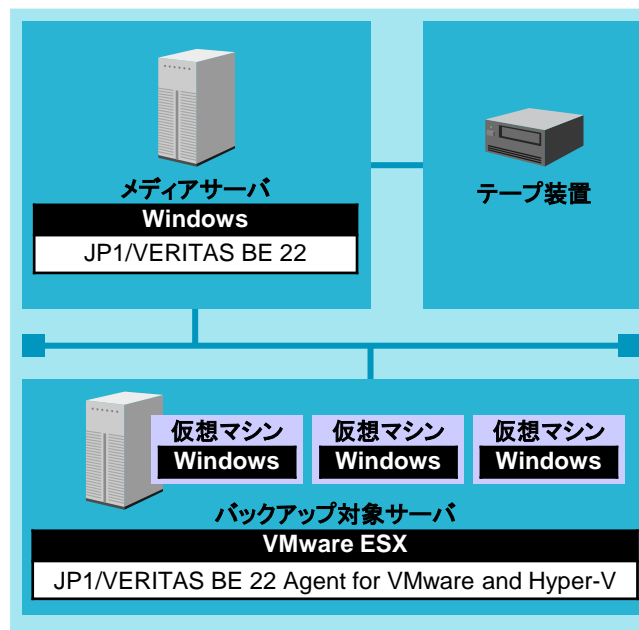 メディアサーバ
Windows
JP1/VERITAS BE 22
テープ装置
仮想マシン
Windows
仮想マシン
Windows
仮想マシン
Windows
バックアップ対象サーバ
VMware ESX
JP1/VERITAS BE 22 Agent for VMware and Hyper-V